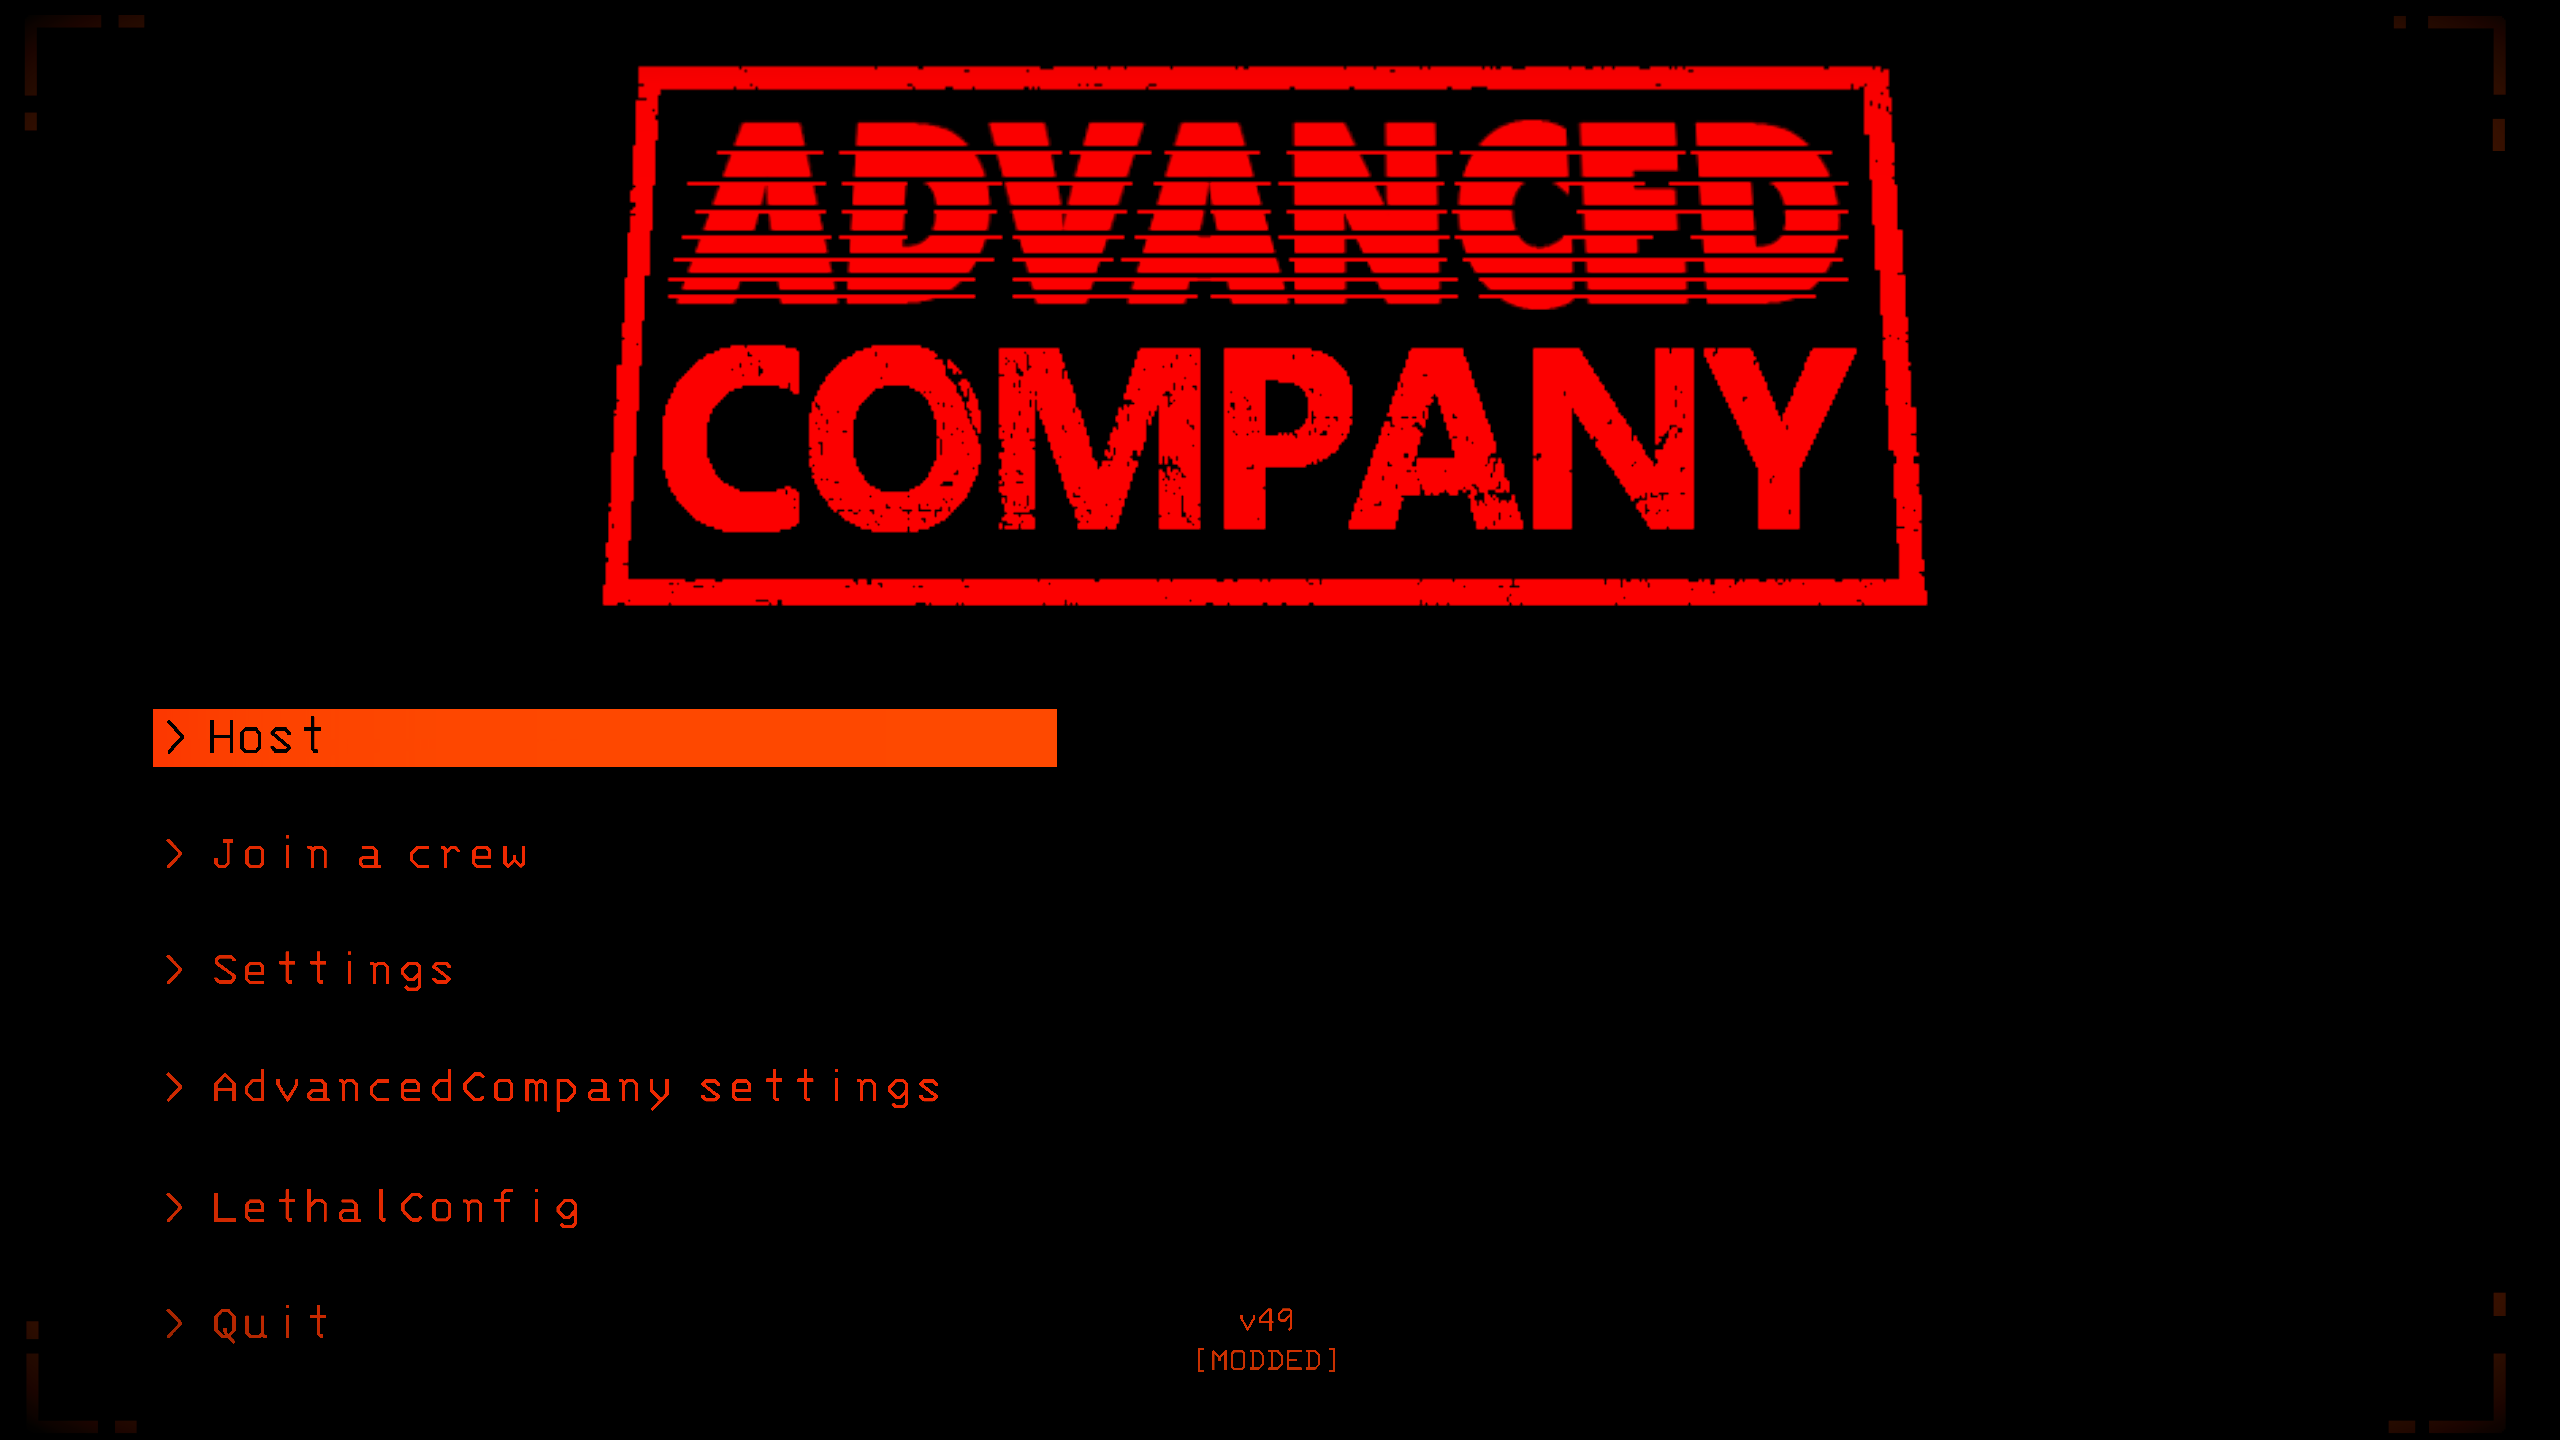 ADVANCED
COMPANY
> Host
> Join a crew
> Settings
> AdvancedCompany settings
> LethalConfig
> Quit
v49
[MODDED]